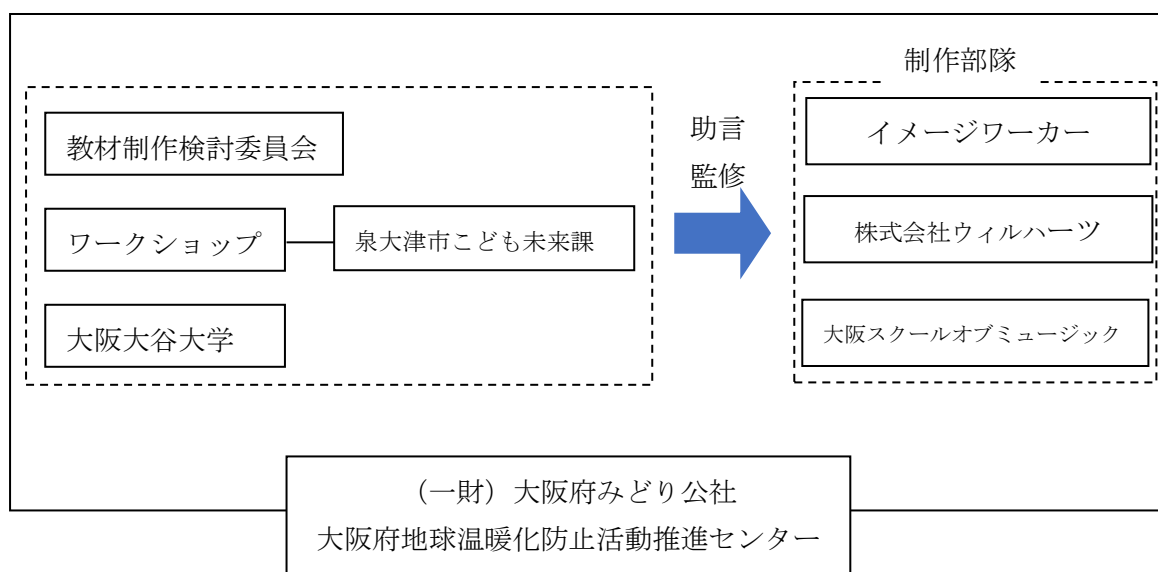 制作部隊
教材制作検討委員会
ワークショップ
泉大津市こども未来課
大阪大谷大学
助言
監修
イメージワーカー
株式会社ウィルハーツ
大阪スクールオブミュージック
（一財）大阪府みどり公社
大阪府地球温暖化防止活動推進センター